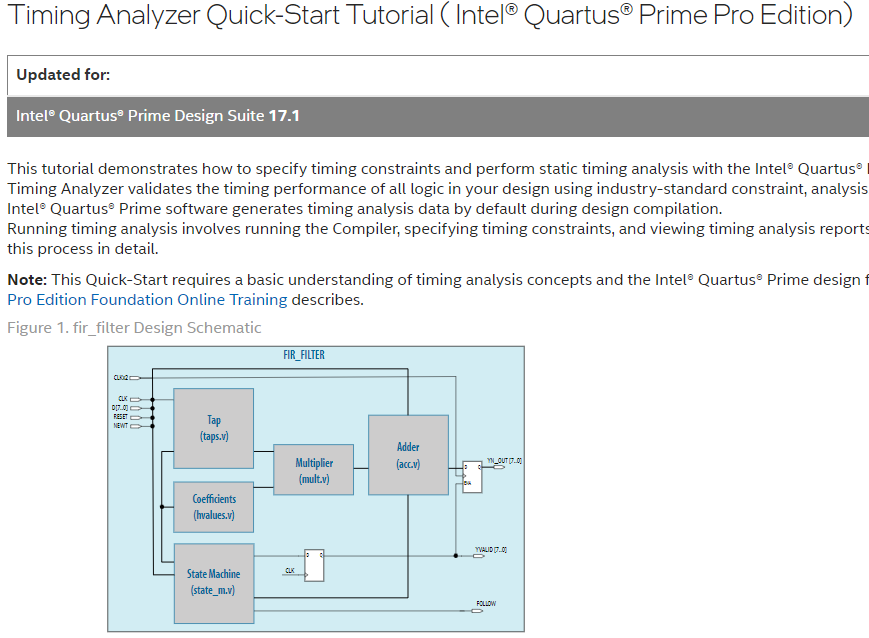 Timing Analyzer Quick-Start Tutorial ( Intel® Quartus® Prime Pro Edition)
Updated for:
Intel® Quartus® Prime Design Suite 17.1
This tutorial demonstrates how to specify timing constraints and perform static timing analysis with the Intel® Quartus®
Timing Analyzer validates the timing performance of all logic in your design using industry-standard constraint, analysis
Intel® Quartus® Prime software generates timing analysis data by default during design compilation.
Running timing analysis involves running the Compiler, specifying timing constraints, and viewing timing analysis reports
this process in detail.
Note: This Quick-Start requires a basic understanding of timing analysis concepts and the Intel® Quartus® Prime design f
Pro Edition Foundation Online Training describes.
Figure 1. fir_filter Design Schematic
FIR_FILTER
CLKx2
CLK
D[7..0]
RESET
NEWT
Tap
(taps.v)
Coefficients
(hvalues.v)
State Machine
(state_m.v)
Multiplier
(mult.v)
Adder
(acc.v)
D Q
ENA
YN_OUT [7..0]
D Q
CLK
YVALID [7..0]
FOLLOW